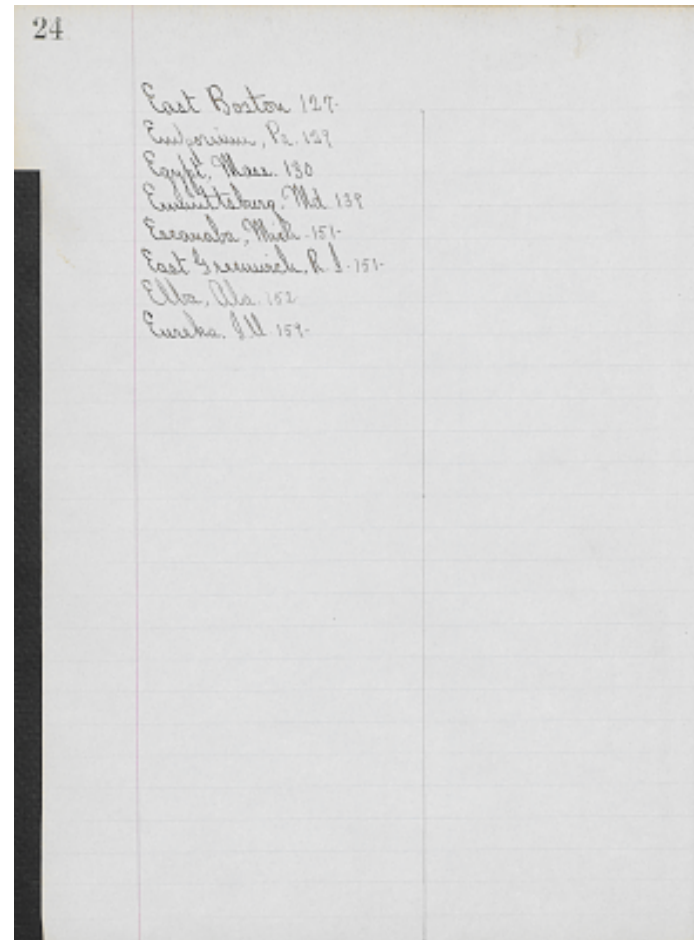 24
East Boston 127-
Emporium, Pa. 129
Egypt, Mass. 130
Emmittsburg, Md. 139
Escanaba, Mich. 151-
East Greenwich, R.I. 151-
Elba, Ala. 152
Eureka, Ill. 159-